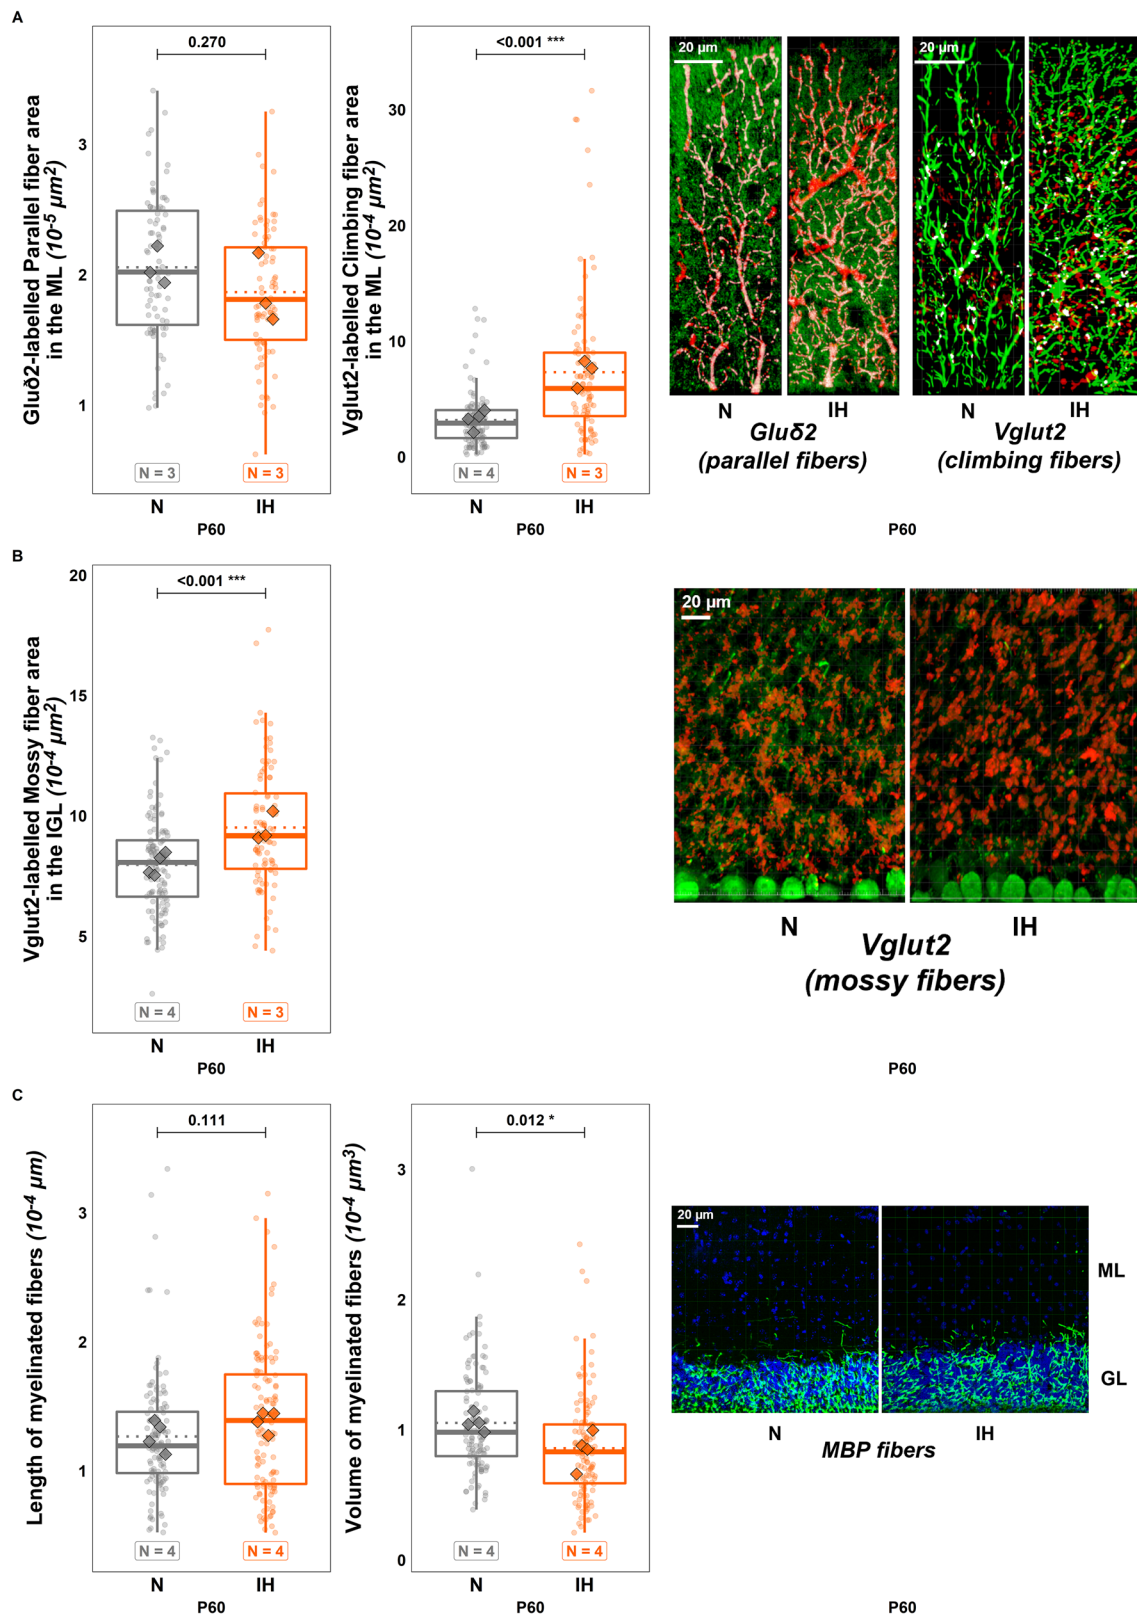 A
Gluδ2-labelled Parallel fiber area
in the ML (10-5 µm2)
3
2
1
0.270
N = 3
N = 3
N
IH
P60
Vglut2-labelled Climbing fiber area
in the ML (10-4 µm2)
30
20
10
0
<0.001 ***
N = 4
N = 3
N
IH
P60
20 µm
N
IH
Gluδ2
(parallel fibers)
20 µm
N
IH
Vglut2
(climbing fibers)
P60
B
Vglut2-labelled Mossy fiber area
in the IGL (10-4 µm2)
20
15
10
5
<0.001 ***
N = 4
N = 3
N
IH
P60
20 µm
N
IH
Vglut2
(mossy fibers)
P60
C
Length of myelinated fibers (10-4 µm)
3
2
1
0.111
N = 4
N = 4
N
IH
P60
Volume of myelinated fibers (10-4 µm3)
3
2
1
0
0.012 *
N = 4
N = 4
N
IH
P60
20 µm
ML
GL
N
IH
MBP fibers
P60